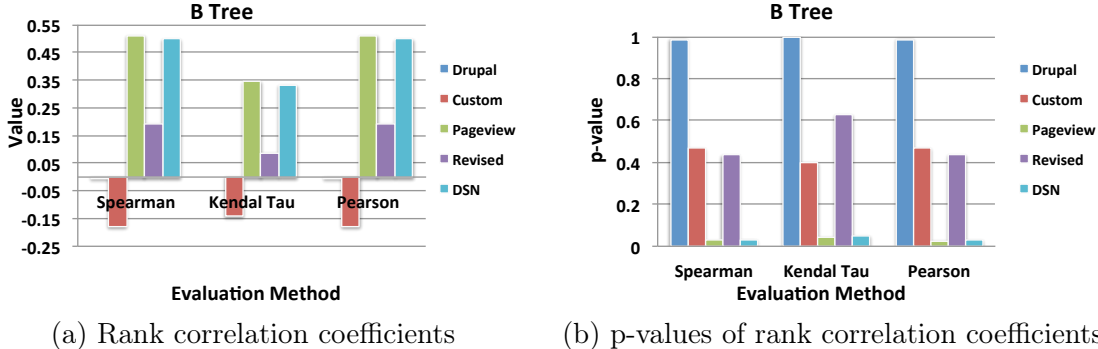 B Tree
0.55
0.45
0.35
0.25
0.15
0.05
-0.05
-0.15
-0.25
Value
Spearman Kendal Tau Pearson
Evaluation Method
Drupal
Custom
Pageview
Revised
DSN
(a) Rank correlation coefficients
B Tree
1
0.8
0.6
0.4
0.2
0
p-value
Spearman Kendal Tau Pearson
Evaluation Method
Drupal
Custom
Pageview
Revised
DSN
(b) p-values of rank correlation coefficients